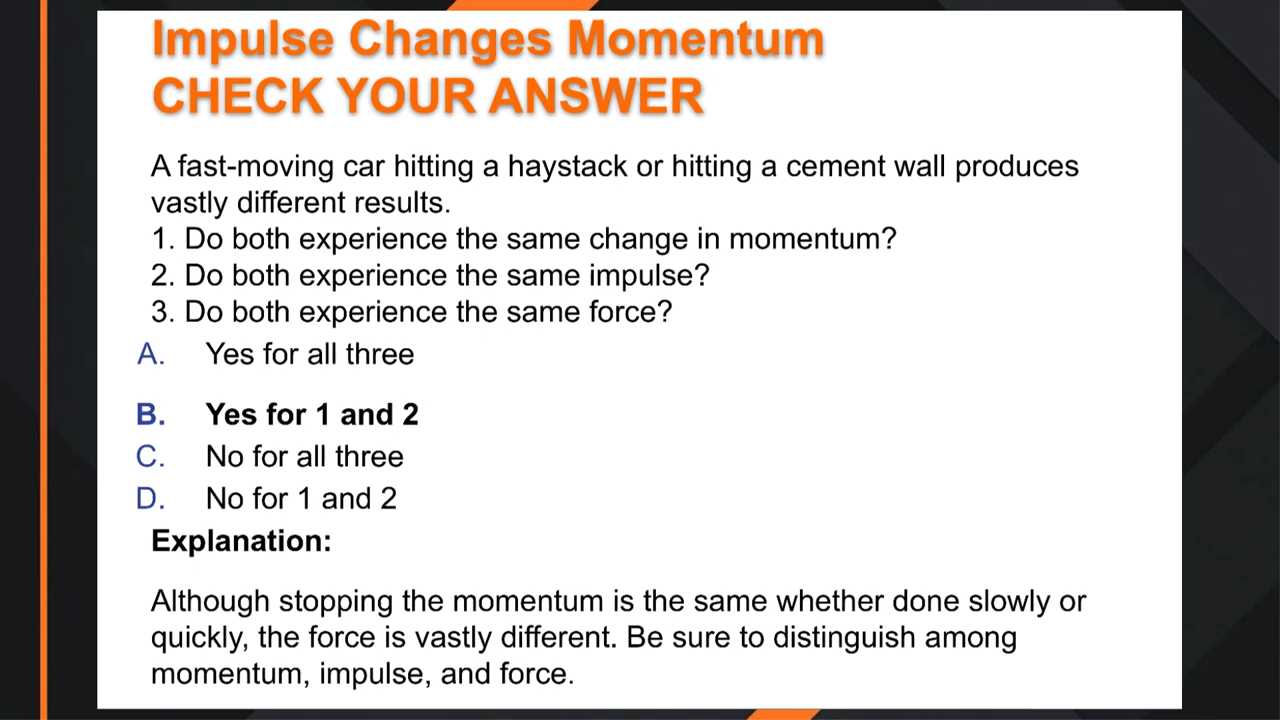 Impulse Changes Momentum
CHECK YOUR ANSWER
A fast-moving car hitting a haystack or hitting a cement wall produces
vastly different results.
1. Do both experience the same change in momentum?
2. Do both experience the same impulse?
3. Do both experience the same force?
A. Yes for all three
B. Yes for 1 and 2
C. No for all three
D. No for 1 and 2
Explanation:
Although stopping the momentum is the same whether done slowly or
quickly, the force is vastly different. Be sure to distinguish among
momentum, impulse, and force.